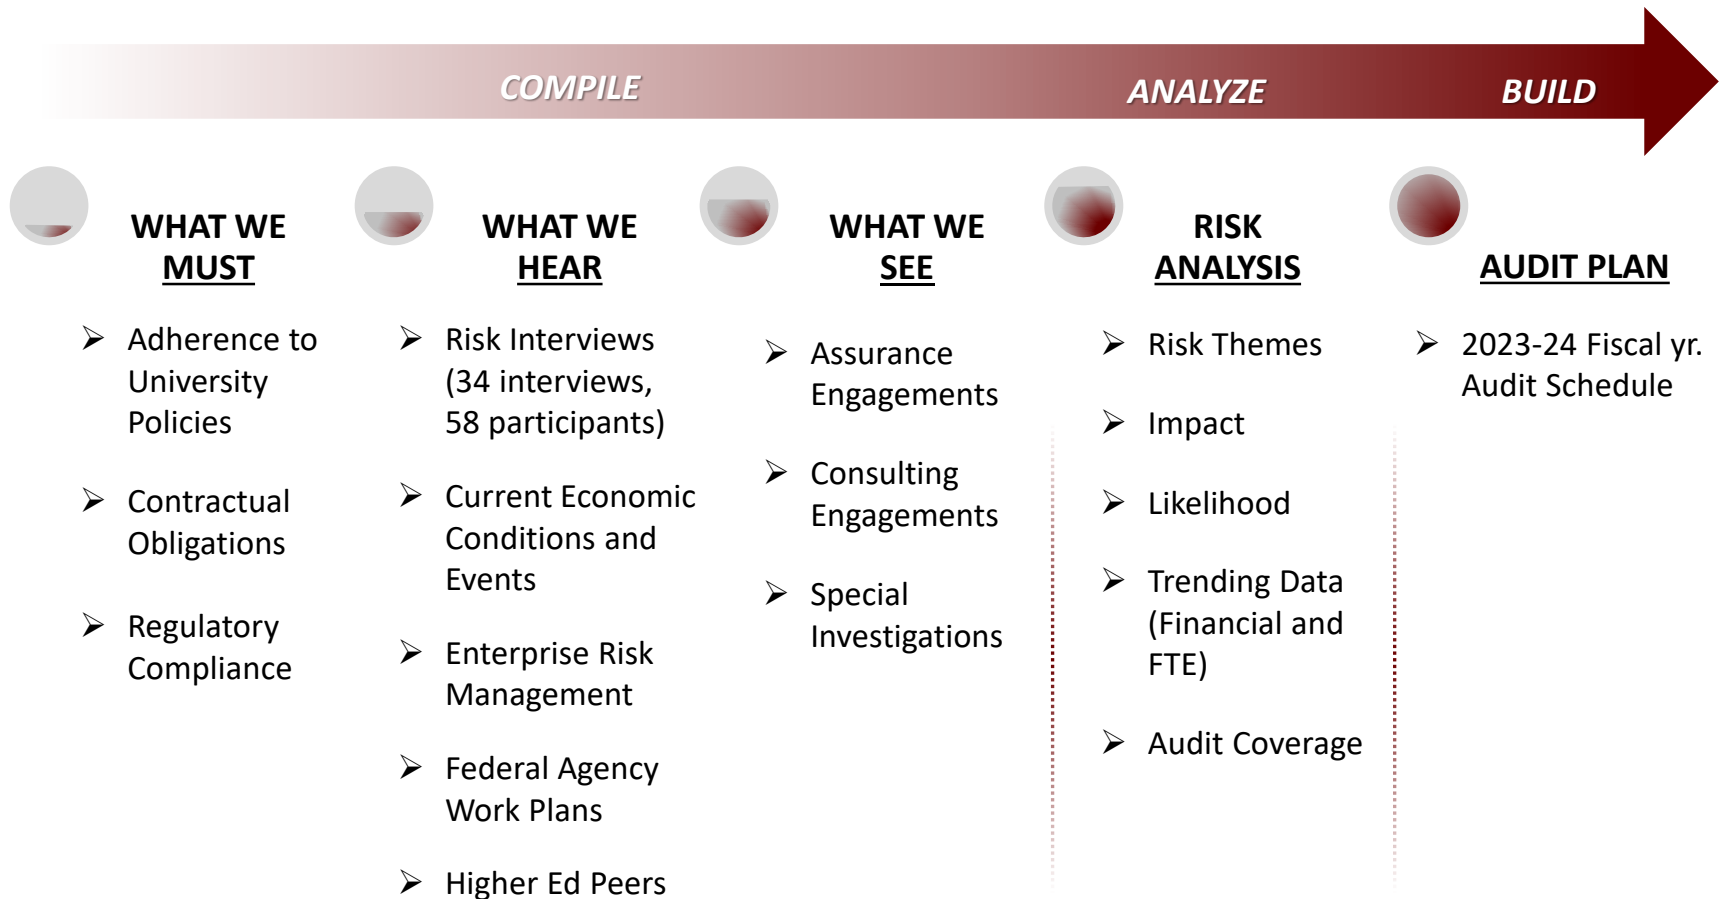 COMPILE
ANALYZE
BUILD
WHAT WE
MUST
➢ Adherence to
University
Policies
➢ Contractual
Obligations
➢ Regulatory
Compliance
WHAT WE
HEAR
➢ Risk Interviews
(34 interviews,
58 participants)
➢ Current Economic
Conditions and
Events
➢ Enterprise Risk
Management
➢ Federal Agency
Work Plans
➢ Higher Ed Peers
WHAT WE
SEE
➢ Assurance
Engagements
➢ Consulting
Engagements
➢ Special
Investigations
RISK
ANALYSIS
➢ Risk Themes
➢ Impact
➢ Likelihood
➢ Trending Data
(Financial and
FTE)
➢ Audit Coverage
AUDIT PLAN
➢ 2023-24 Fiscal yr.
Audit Schedule